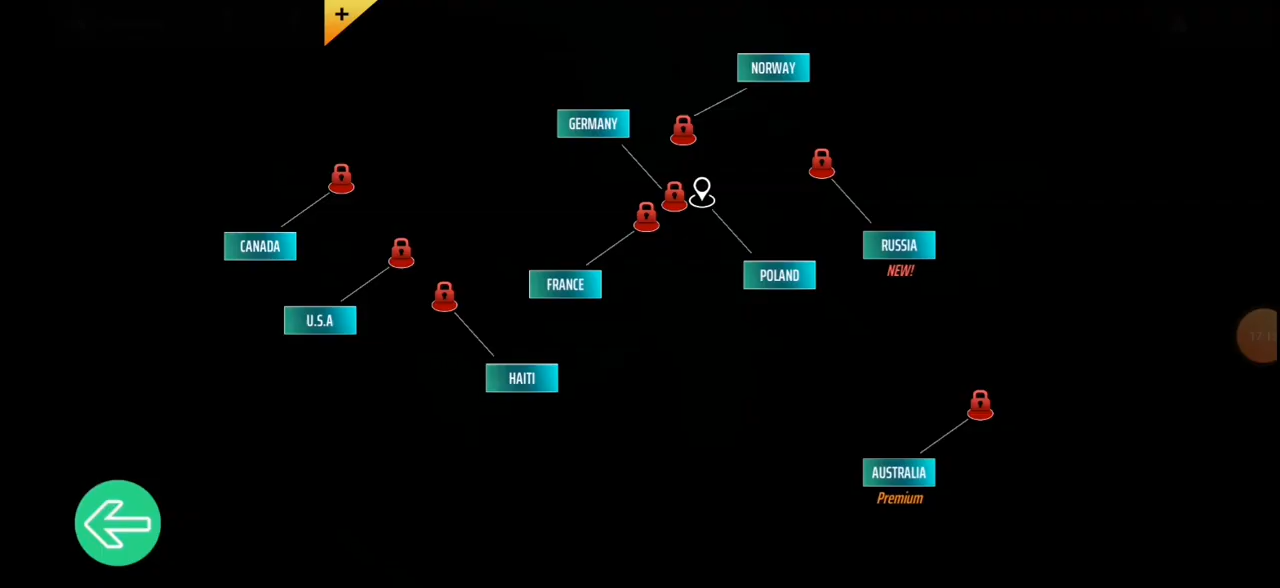 +
NORWAY
GERMANY
CANADA
RUSSIA
NEW!
FRANCE
POLAND
U.S.A
HAITI
AUSTRALIA
Premium